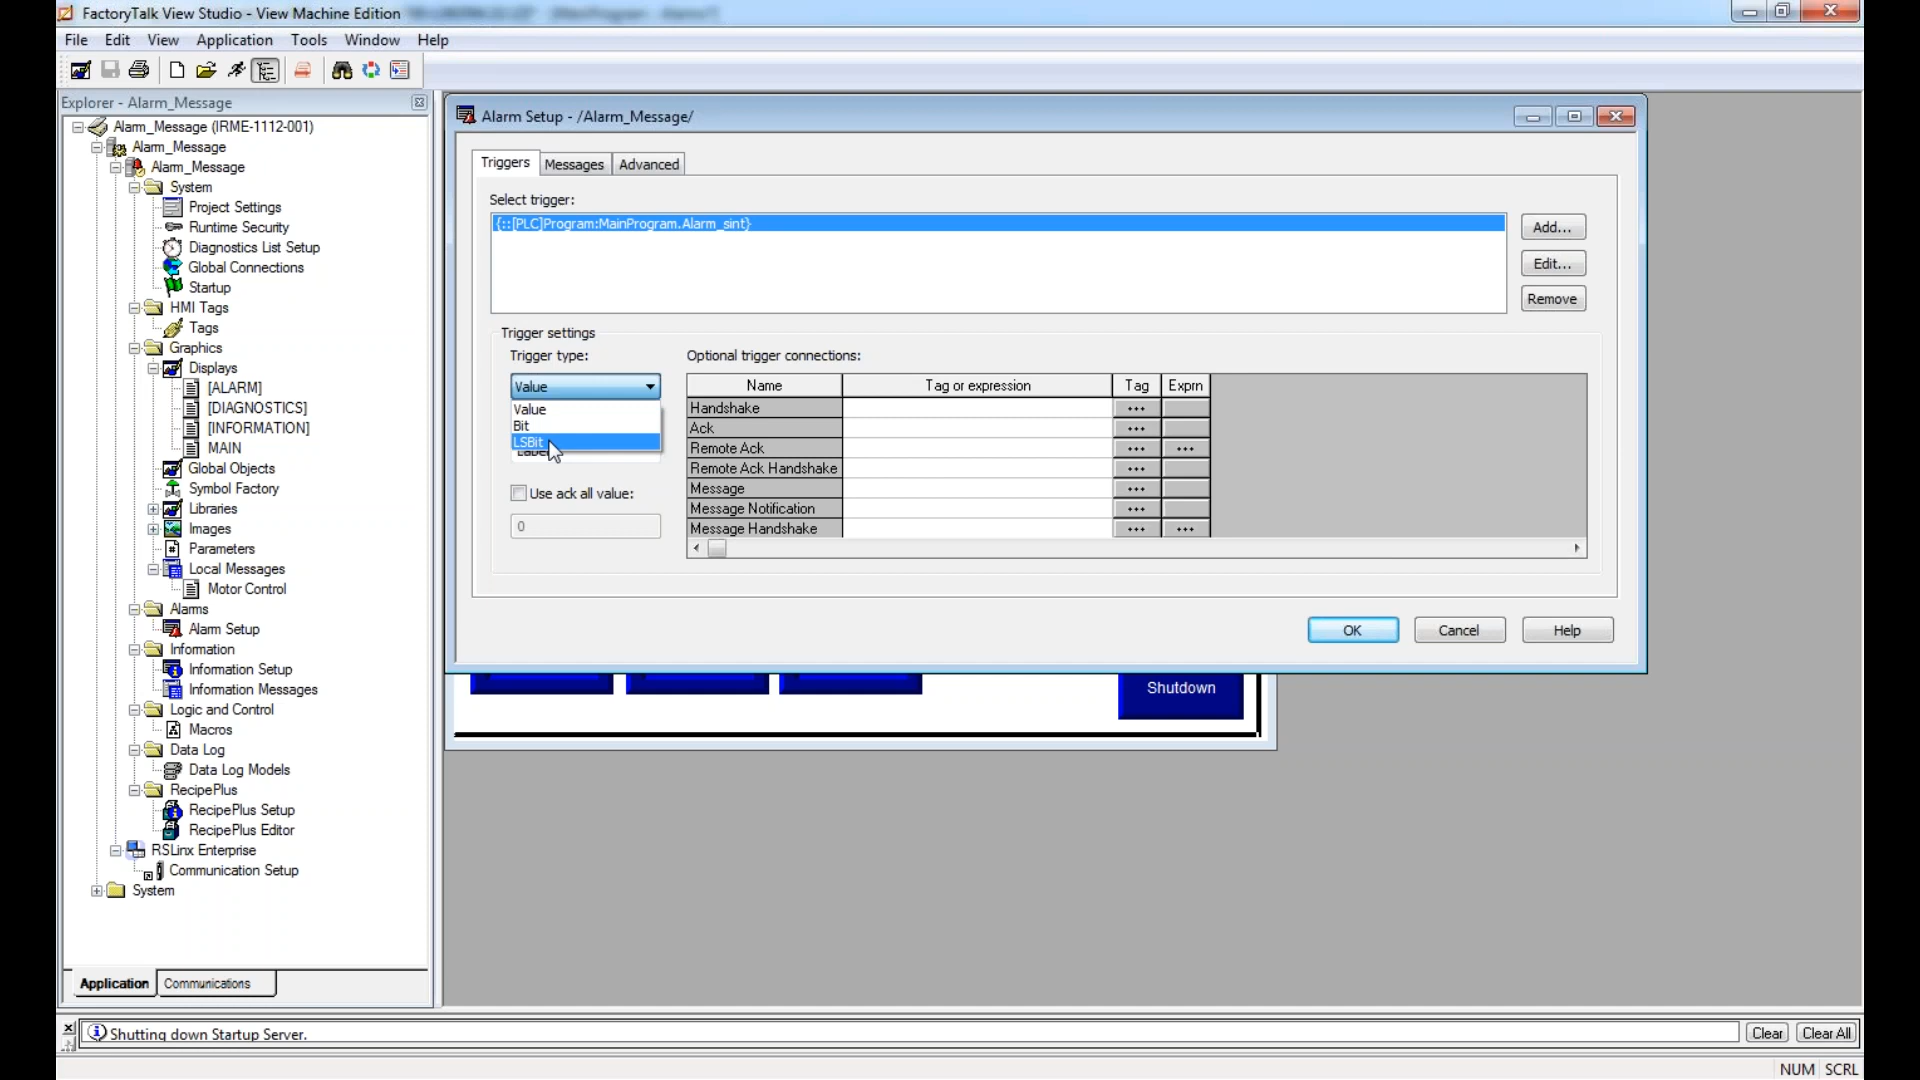 FactoryTalk View Studio - View Machine Edition
File Edit View Application Tools Window Help
Explorer - Alarm_Message
Alarm_Message (IRME-1112-001)
Alarm_Message
Alarm_Message
System
Project Settings
Runtime Security
Diagnostics List Setup
Global Connections
Startup
HMI Tags
Tags
Graphics
Displays
[ALARM]
[DIAGNOSTICS]
[INFORMATION]
MAIN
Global Objects
Symbol Factory
Libraries
Images
Parameters
Local Messages
Motor Control
Alarms
Alarm Setup
Information
Information Setup
Information Messages
Logic and Control
Macros
Data Log
Data Log Models
RecipePlus
RecipePlus Setup
RecipePlus Editor
RSLinx Enterprise
Communication Setup
System
Application Communications
Alarm Setup - /Alarm_Message/
Triggers Messages Advanced
Select trigger:
{::[PLC]Program:MainProgram.Alarm_sint}
Add...
Edit...
Remove
Trigger settings
Trigger type:
Value
Value
Bit
LSBit
Use ack all value:
0
Optional trigger connections:
Name Tag or expression Tag Exprn
Handshake
Ack
Remote Ack
Remote Ack Handshake
Message
Message Notification
Message Handshake
OK Cancel Help
Shutdown
Shutting down Startup Server.
Clear Clear All
NUM SCRL